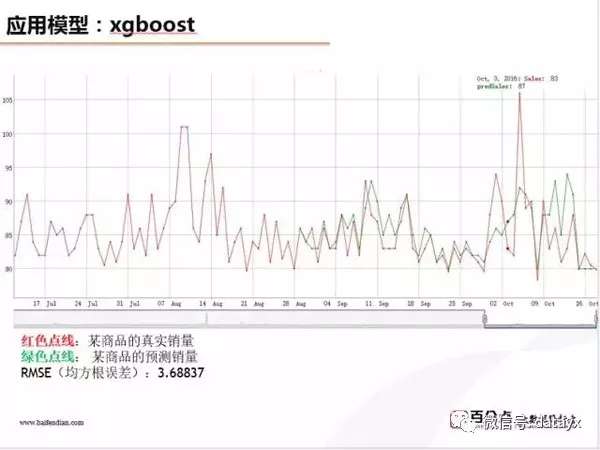 应用模型：xgboost
Oct, 3, 2016: Sales: 83
predSales: 87
105
100
95
90
85
80
17 Jul 24 Jul 31 Jul 07 Aug 14 Aug 21 Aug 28 Aug 04 Sep 11 Sep 18 Sep 25 Sep 02 Oct 09 Oct 16 Oct
红色点线：某商品的真实销量
绿色点线： 某商品的预测销量
RMSE（均方根误差）：3.68837
www.baifendian.com
百分点
微信号: datayx